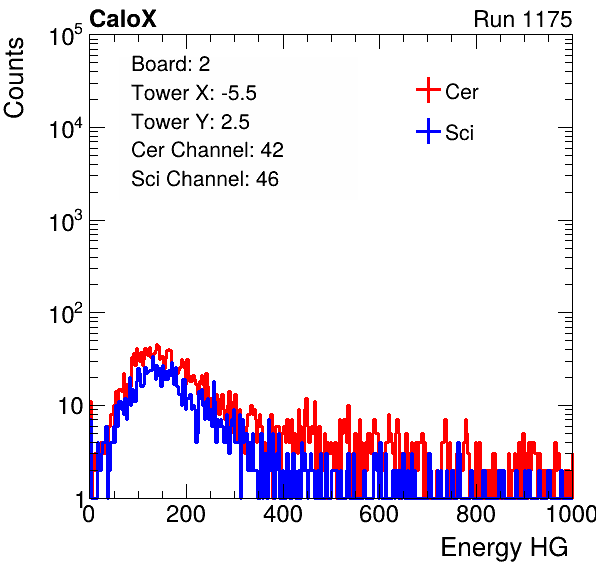 CaloX Run 1175
Counts
10^5
10^4
10^3
10^2
10
1
Board: 2
Tower X: -5.5
Tower Y: 2.5
Cer Channel: 42
Sci Channel: 46
Cer
Sci
0 200 400 600 800 1000
Energy HG